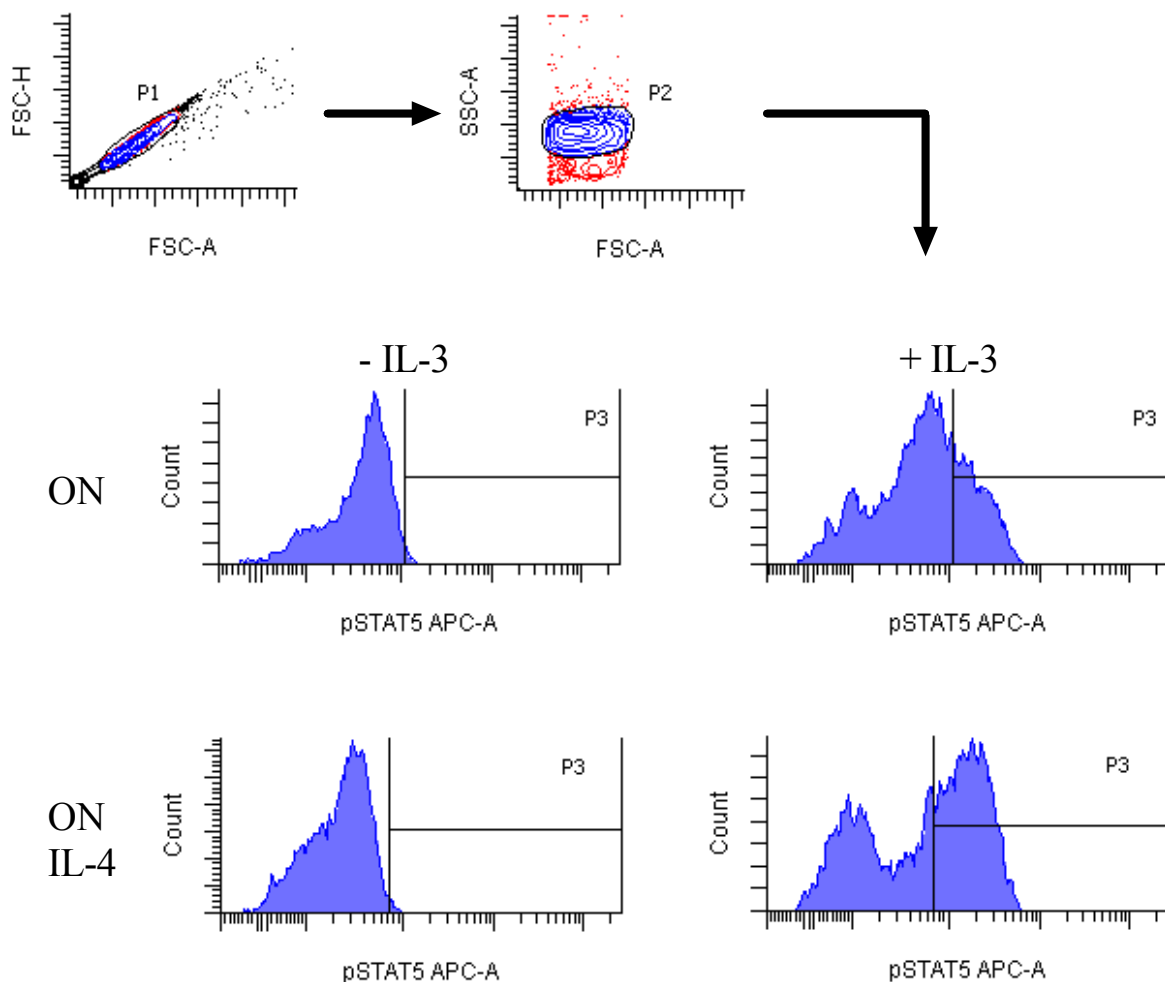 FSC-H
P1
FSC-A
SSC-A
P2
FSC-A
- IL-3
+ IL-3
ON
Count
P3
pSTAT5 APC-A
Count
P3
pSTAT5 APC-A
ON
IL-4
Count
P3
pSTAT5 APC-A
Count
P3
pSTAT5 APC-A